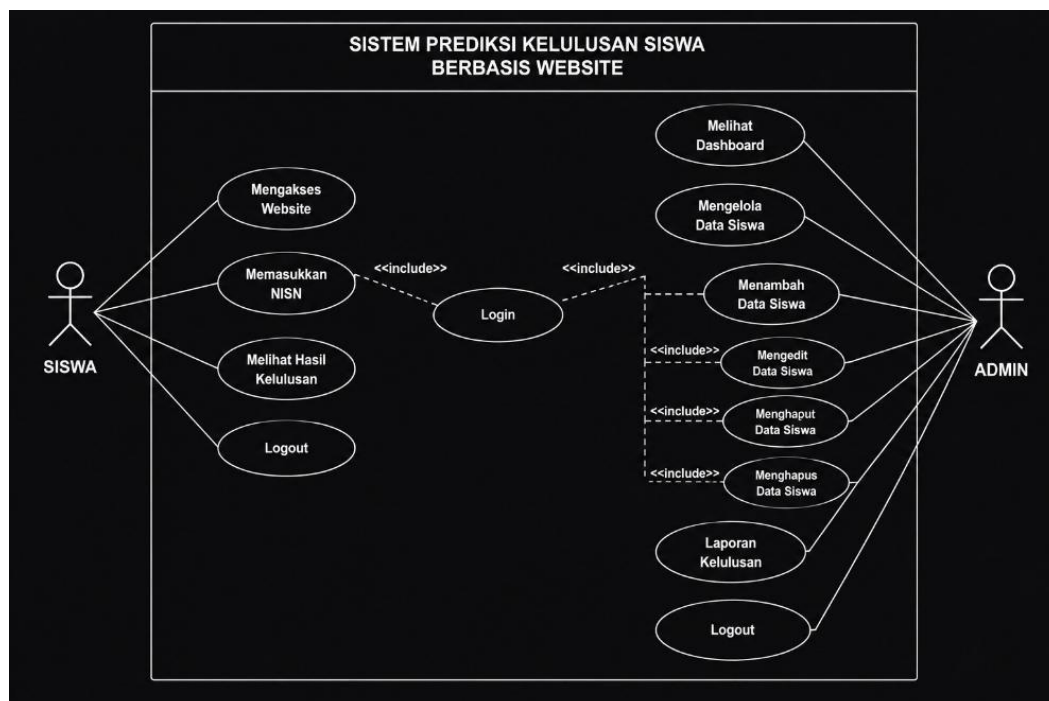 SISTEM PREDIKSI KELULUSAN SISWA
BERBASIS WEBSITE
SISWA
Mengakses
Website
Memasukkan
NISN
Melihat Hasil
Kelulusan
Logout
<<include>>
Login
<<include>>
Melihat
Dashboard
Mengelola
Data Siswa
Menambah
Data Siswa
<<include>>
Mengedit
Data Siswa
<<include>>
Menghaput
Data Siswa
<<include>>
Menghapus
Data Siswa
Laporan
Kelulusan
Logout
ADMIN